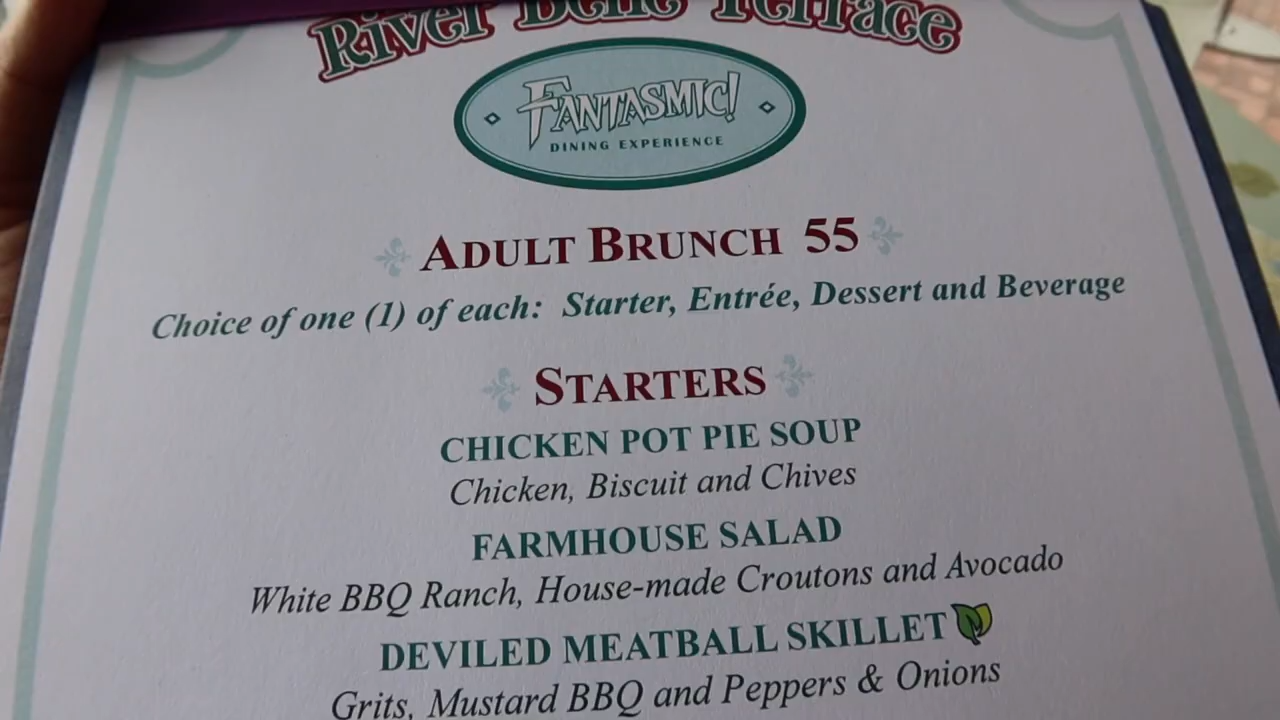 River Belle Terrace
FANTASMIC!
DINING EXPERIENCE
ADULT BRUNCH 55
Choice of one (1) of each: Starter, Entrée, Dessert and Beverage
STARTERS
CHICKEN POT PIE SOUP
Chicken, Biscuit and Chives
FARMHOUSE SALAD
White BBQ Ranch, House-made Croutons and Avocado
DEVILED MEATBALL SKILLET
Grits, Mustard BBQ and Peppers & Onions